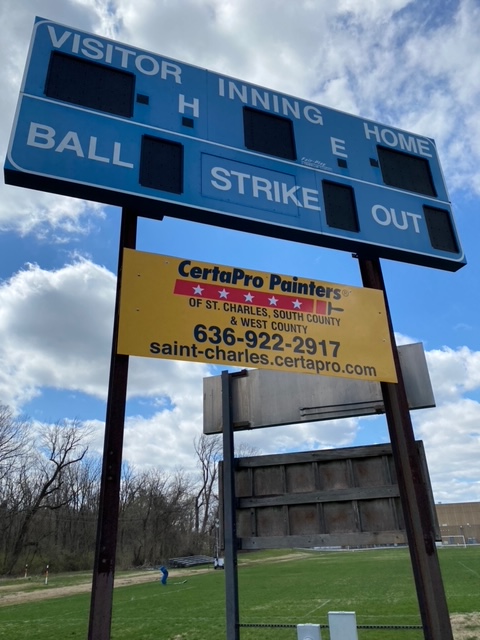 VISITOR
H
INNING
E
HOME
BALL
STRIKE
OUT
CertaPro Painters®
OF ST. CHARLES, SOUTH COUNTY
& WEST COUNTY
636-922-2917
saint-charles.certapro.com